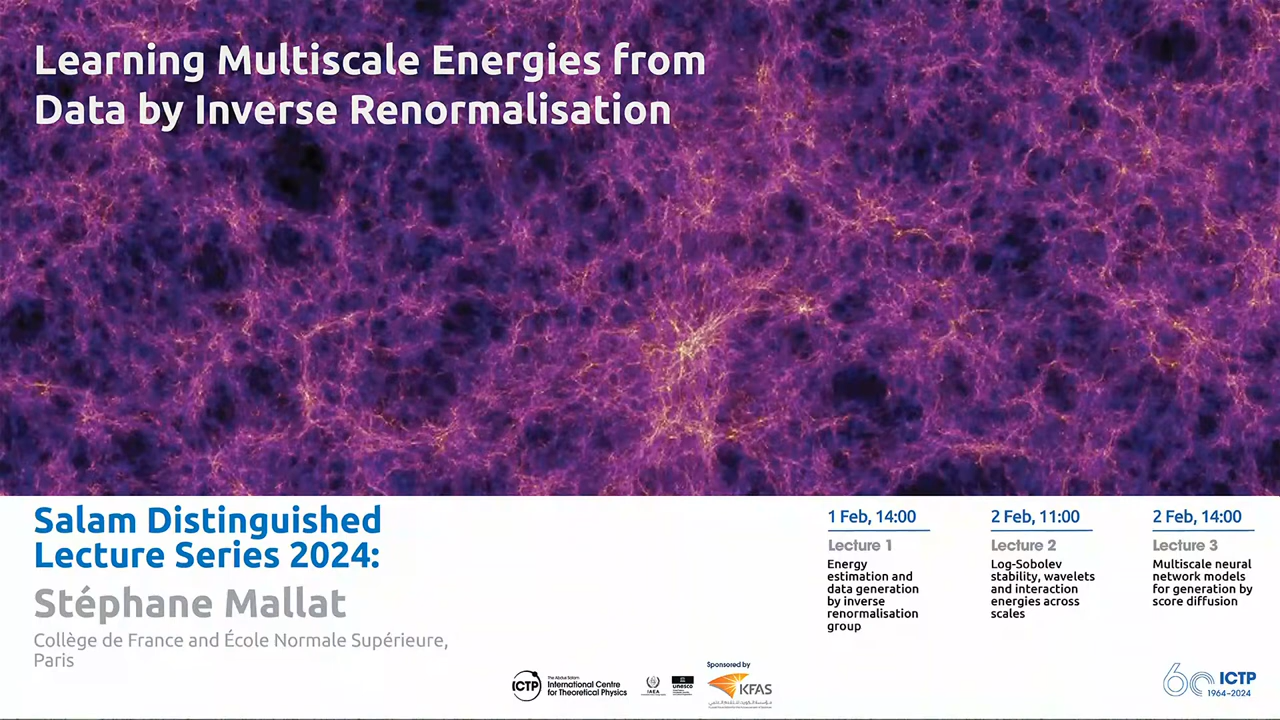 Learning Multiscale Energies from
Data by Inverse Renormalisation
Salam Distinguished
Lecture Series 2024:
Stéphane Mallat
Collège de France and École Normale Supérieure,
Paris
1 Feb, 14:00
Lecture 1
Energy
estimation and
data generation
by inverse
renormalisation
group
2 Feb, 11:00
Lecture 2
Log-Sobolev
stability, wavelets
and interaction
energies across
scales
2 Feb, 14:00
Lecture 3
Multiscale neural
network models
for generation by
score diffusion
ICTP
The Abdus Salam
International Centre
for Theoretical Physics
IAEA
unesco
Sponsored by
KFAS
ICTP
1964–2024